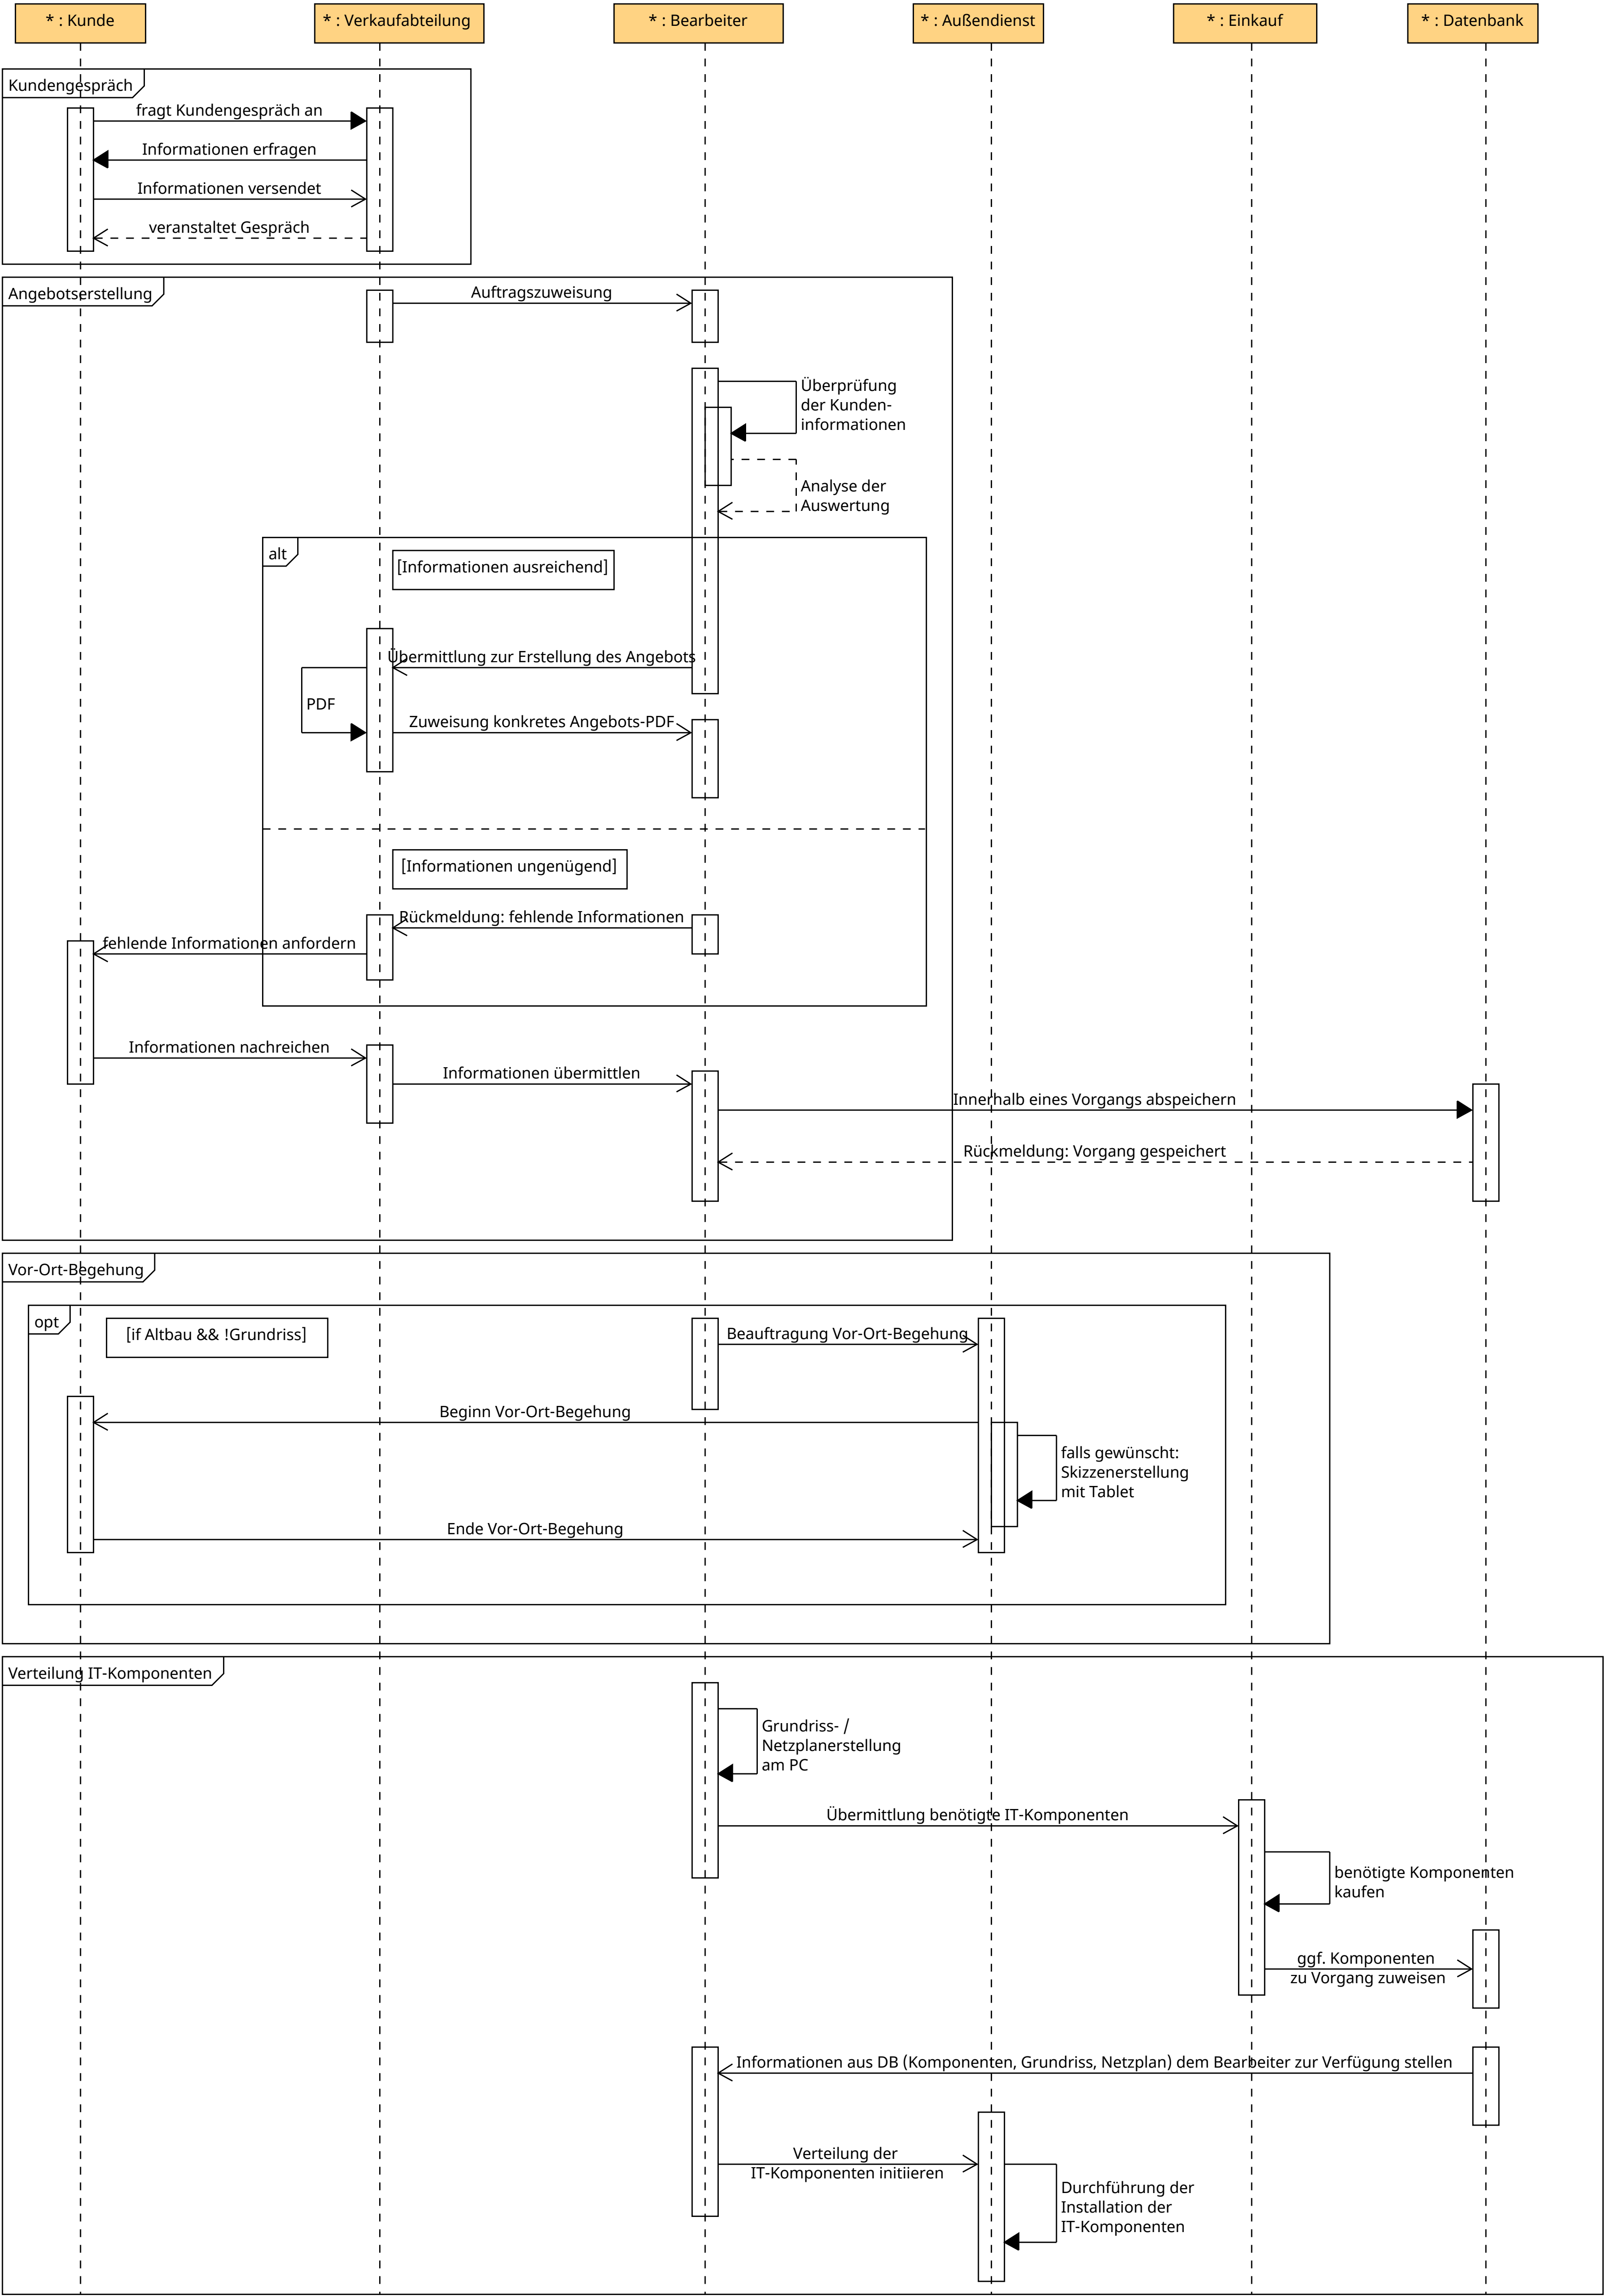 * : Kunde
* : Verkaufabteilung
* : Bearbeiter
* : Außendienst
* : Einkauf
* : Datenbank
Kundengespräch
fragt Kundengespräch an
Informationen erfragen
Informationen versendet
veranstaltet Gespräch
Angebotserstellung
Auftragszuweisung
Überprüfung
der Kunden-
informationen
Analyse der
Auswertung
alt
[Informationen ausreichend]
Übermittlung zur Erstellung des Angebots
PDF
Zuweisung konkretes Angebots-PDF
[Informationen ungenügend]
Rückmeldung: fehlende Informationen
fehlende Informationen anfordern
Informationen nachreichen
Informationen übermittlen
Innerhalb eines Vorgangs abspeichern
Rückmeldung: Vorgang gespeichert
Vor-Ort-Begehung
opt
[if Altbau && !Grundriss]
Beauftragung Vor-Ort-Begehung
Beginn Vor-Ort-Begehung
falls gewünscht:
Skizzenerstellung
mit Tablet
Ende Vor-Ort-Begehung
Verteilung IT-Komponenten
Grundriss- /
Netzplanerstellung
am PC
Übermittlung benötigte IT-Komponenten
benötigte Komponenten
kaufen
ggf. Komponenten
zu Vorgang zuweisen
Informationen aus DB (Komponenten, Grundriss, Netzplan) dem Bearbeiter zur Verfügung stellen
Verteilung der
IT-Komponenten initiieren
Durchführung der
Installation der
IT-Komponenten